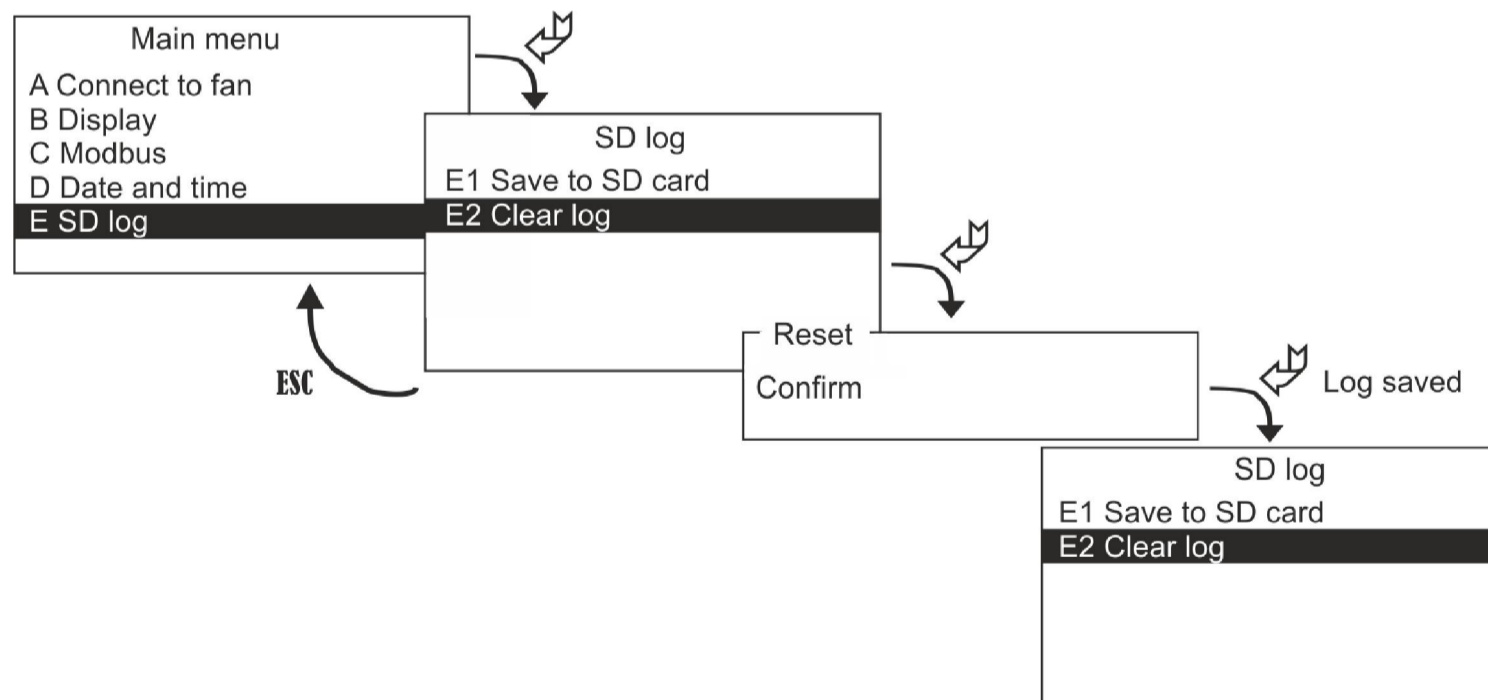 Main menu
A Connect to fan
B Display
C Modbus
D Date and time
E SD log
SD log
E1 Save to SD card
E2 Clear log
ESC
Reset
Confirm
Log saved
SD log
E1 Save to SD card
E2 Clear log